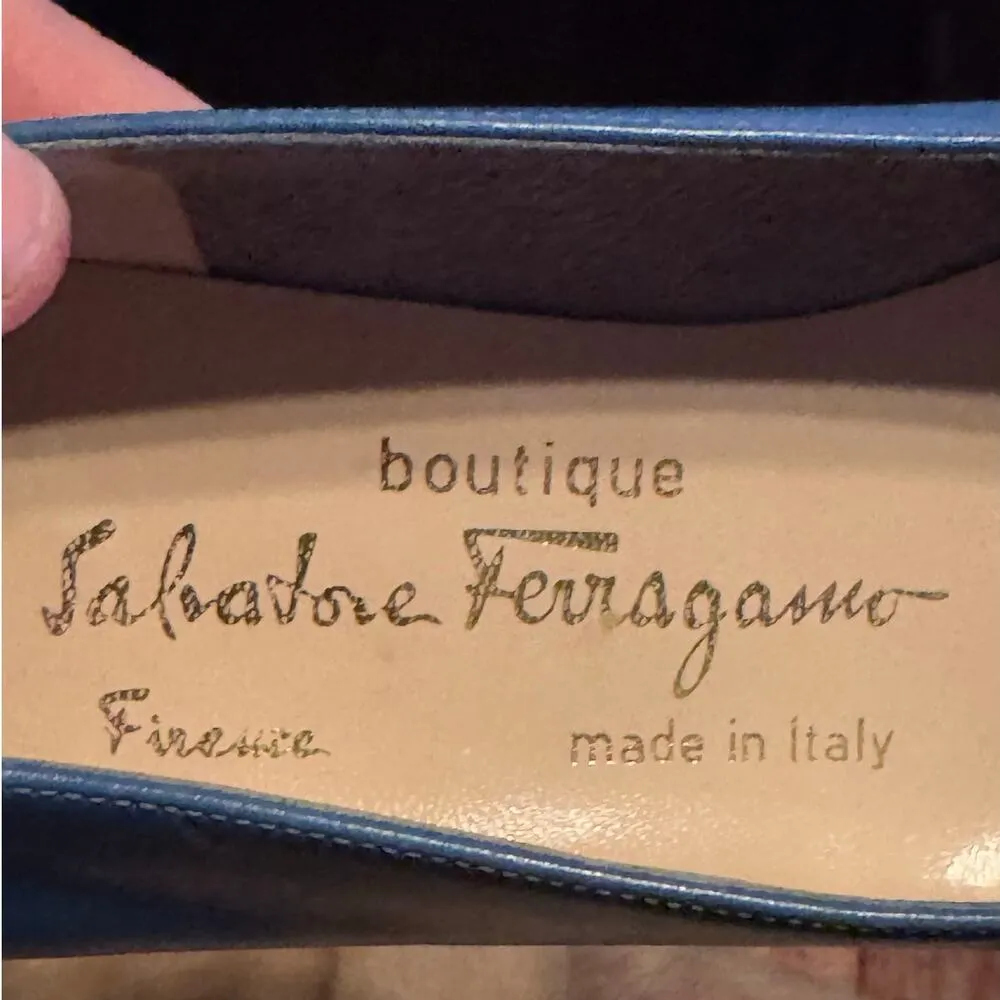 boutique
Salvatore Ferragamo
Firenze
made in Italy